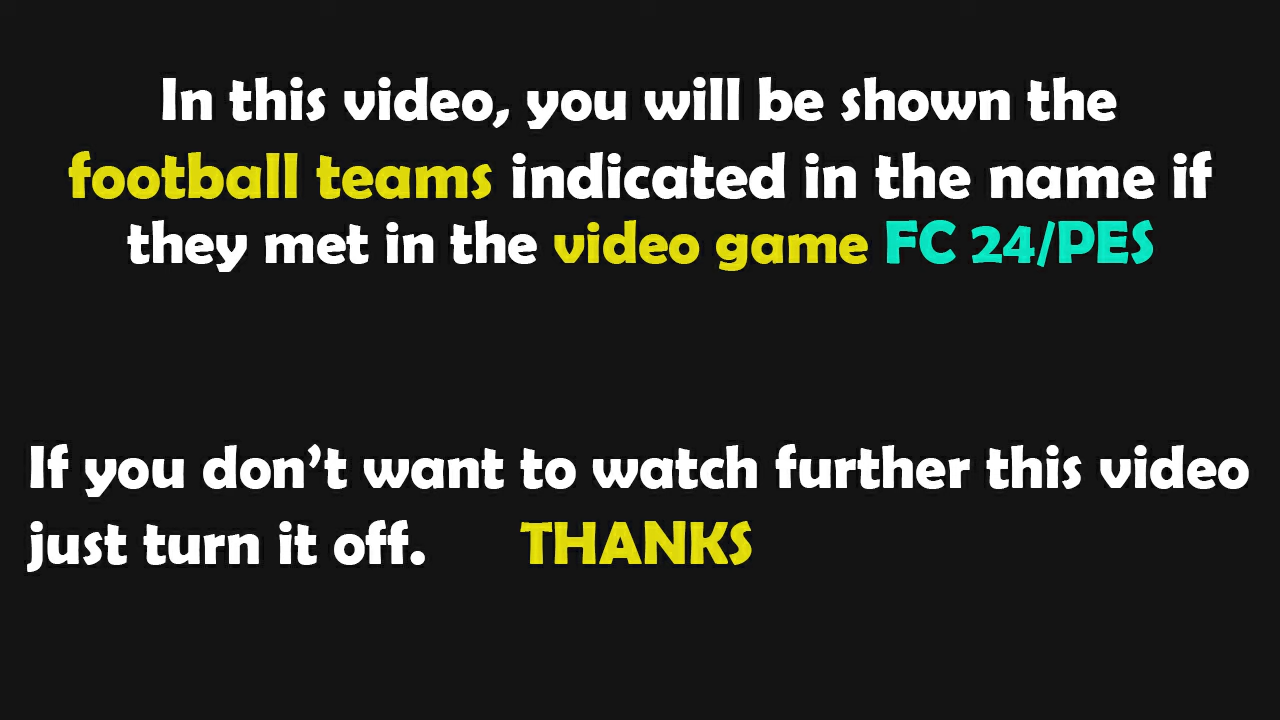 In this video, you will be shown the
football teams indicated in the name if
they met in the video game FC 24/PES
If you don’t want to watch further this video
just turn it off. THANKS